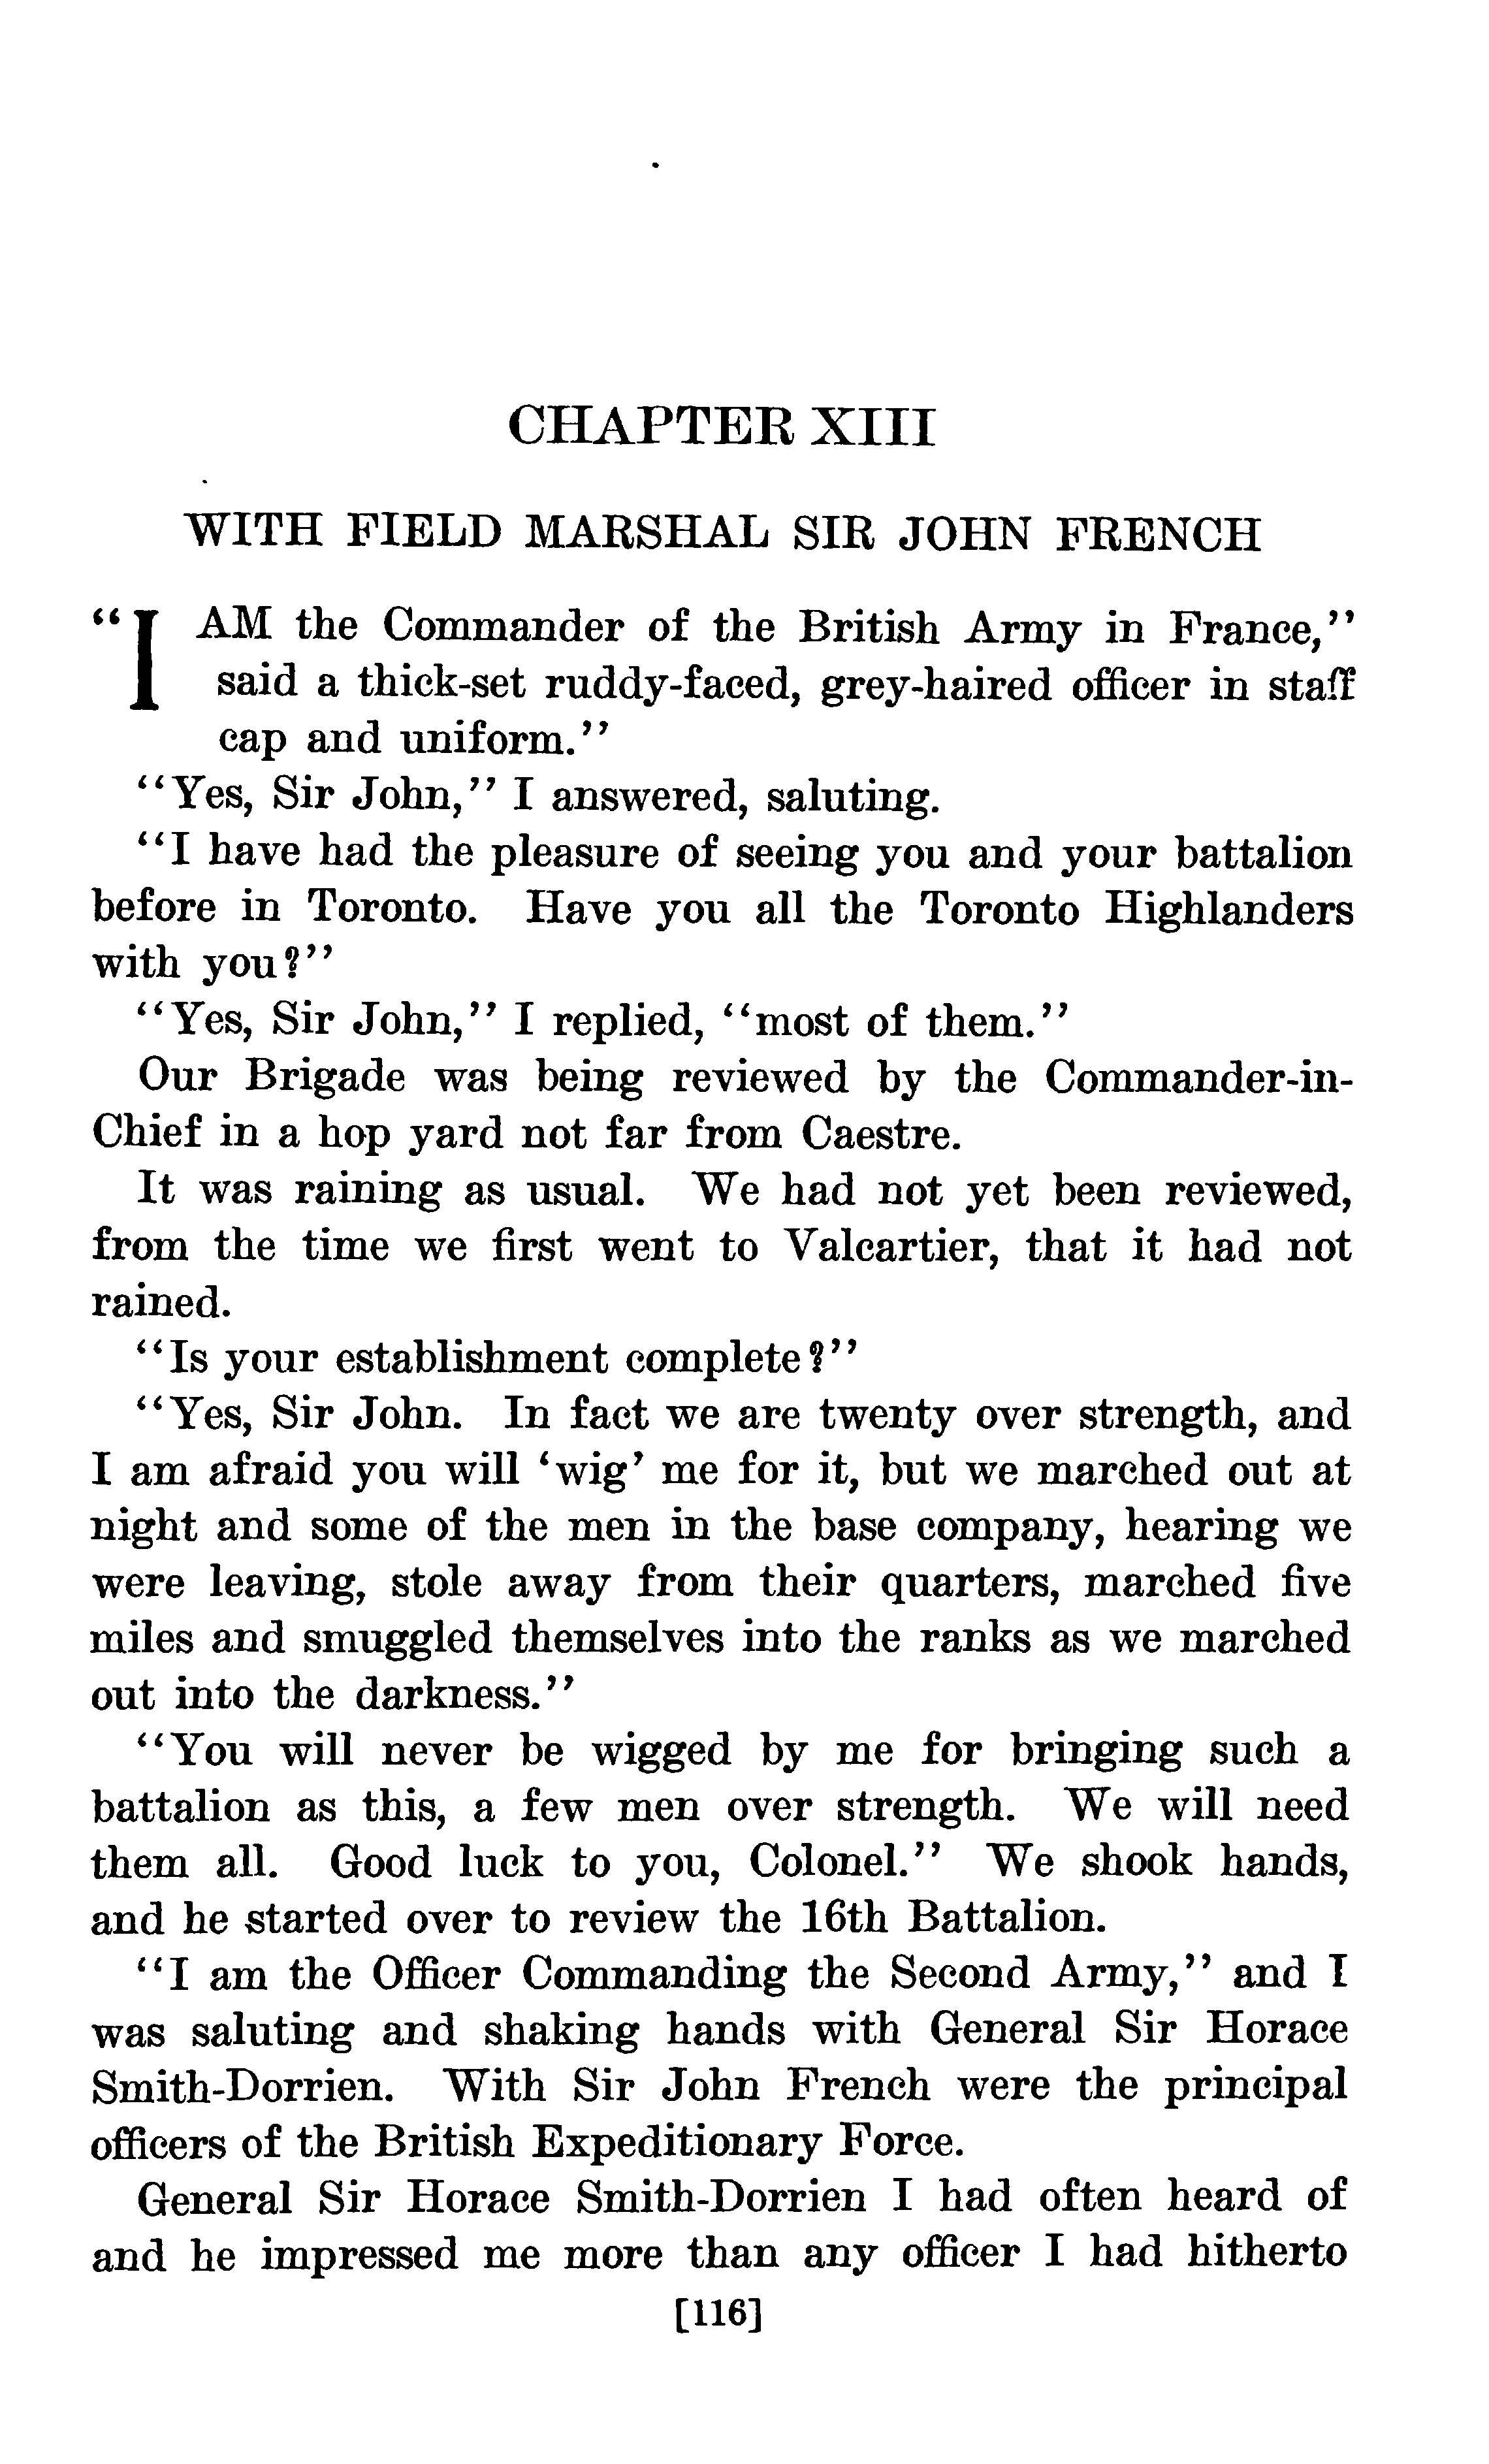 CHAPTER XIII
WITH FIELD MARSHAL SIR JOHN FRENCH
"I AM the Commander of the British Army in France,"
said a thick-set ruddy-faced, grey-haired officer in staff
cap and uniform."
"Yes, Sir John," I answered, saluting.
"I have had the pleasure of seeing you and your battalion
before in Toronto. Have you all the Toronto Highlanders
with you?"
"Yes, Sir John," I replied, "most of them."
Our Brigade was being reviewed by the Commander-in-
Chief in a hop yard not far from Caestre.
It was raining as usual. We had not yet been reviewed,
from the time we first went to Valcartier, that it had not
rained.
"Is your establishment complete?"
"Yes, Sir John. In fact we are twenty over strength, and
I am afraid you will 'wig' me for it, but we marched out at
night and some of the men in the base company, hearing we
were leaving, stole away from their quarters, marched five
miles and smuggled themselves into the ranks as we marched
out into the darkness."
"You will never be wigged by me for bringing such a
battalion as this, a few men over strength. We will need
them all. Good luck to you, Colonel." We shook hands,
and he started over to review the 16th Battalion.
"I am the Officer Commanding the Second Army," and I
was saluting and shaking hands with General Sir Horace
Smith-Dorrien. With Sir John French were the principal
officers of the British Expeditionary Force.
General Sir Horace Smith-Dorrien I had often heard of
and he impressed me more than any officer I had hitherto
[116]